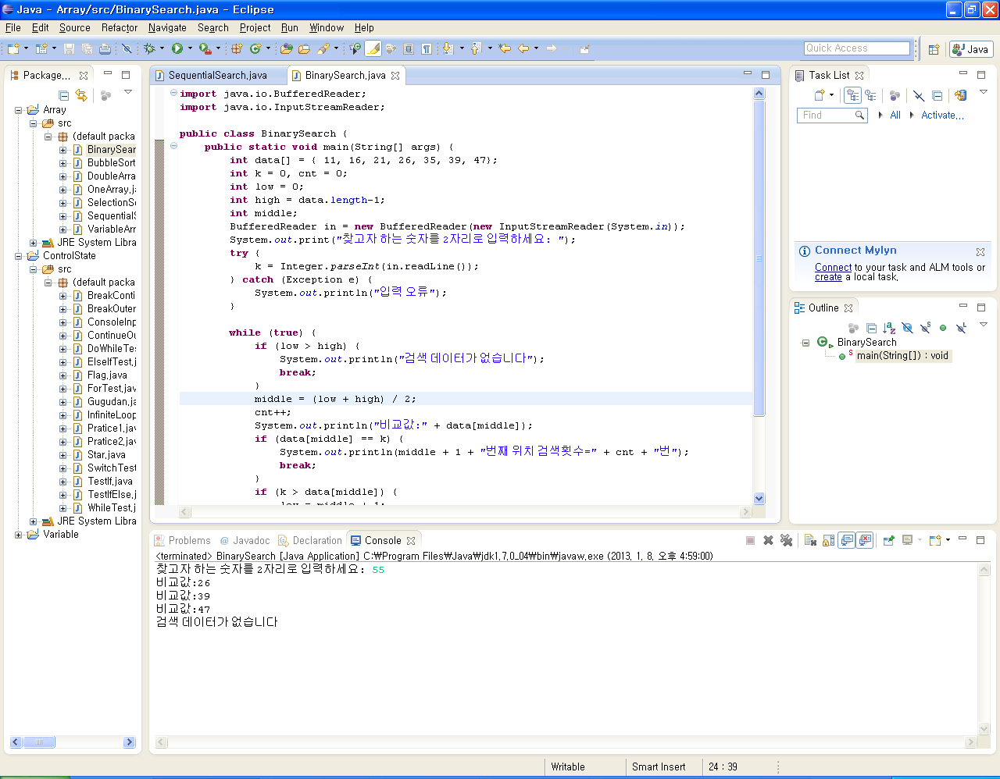 Java - Array/src/BinarySearch.java - Eclipse
File Edit Source Refactor Navigate Search Project Run Window Help
Quick Access
Java
Package...
Array
src
(default packa
BinarySear
BubbleSort
DoubleArra
OneArray.ja
SelectionSo
SequentialS
VariableArr
JRE System Libra
ControlState
src
(default packa
BreakConti
BreakOuter
ConsoleInp
ContinueOu
DoWhileTes
ElseIfTest.j
Flag.java
ForTest.jav
Gugudan.ja
InfiniteLoop
Pratice1.jav
Pratice2.jav
Star.java
SwitchTest
TestIf.java
TestIfElse.j
WhileTest.j
JRE System Libra
Variable
SequentialSearch.java BinarySearch.java
import java.io.BufferedReader;
import java.io.InputStreamReader;
public class BinarySearch {
public static void main(String[] args) {
int data[] = { 11, 16, 21, 26, 35, 39, 47};
int k = 0, cnt = 0;
int low = 0;
int high = data.length-1;
int middle;
BufferedReader in = new BufferedReader(new InputStreamReader(System.in));
System.out.print("찾고자 하는 숫자를 2자리로 입력하세요: ");
try {
k = Integer.parseInt(in.readLine());
} catch (Exception e) {
System.out.println("입력 오류");
}
while (true) {
if (low > high) {
System.out.println("검색 데이터가 없습니다");
break;
}
middle = (low + high) / 2;
cnt++;
System.out.println("비교값:" + data[middle]);
if (data[middle] == k) {
System.out.println(middle + 1 + "번째 위치 검색횟수=" + cnt + "번");
break;
}
if (k > data[middle]) {
low = middle + 1;
Task List
Find
All
Activate...
Connect Mylyn
Connect to your task and ALM tools or
create a local task.
Outline
BinarySearch
main(String[]) : void
Problems @ Javadoc Declaration Console
<terminated> BinarySearch [Java Application] C:₩Program Files₩Java₩jdk1.7.0_04₩bin₩javaw.exe (2013. 1. 8. 오후 4:59:00)
찾고자 하는 숫자를 2자리로 입력하세요: 55
비교값:26
비교값:39
비교값:47
검색 데이터가 없습니다
Writable
Smart Insert
24 : 39